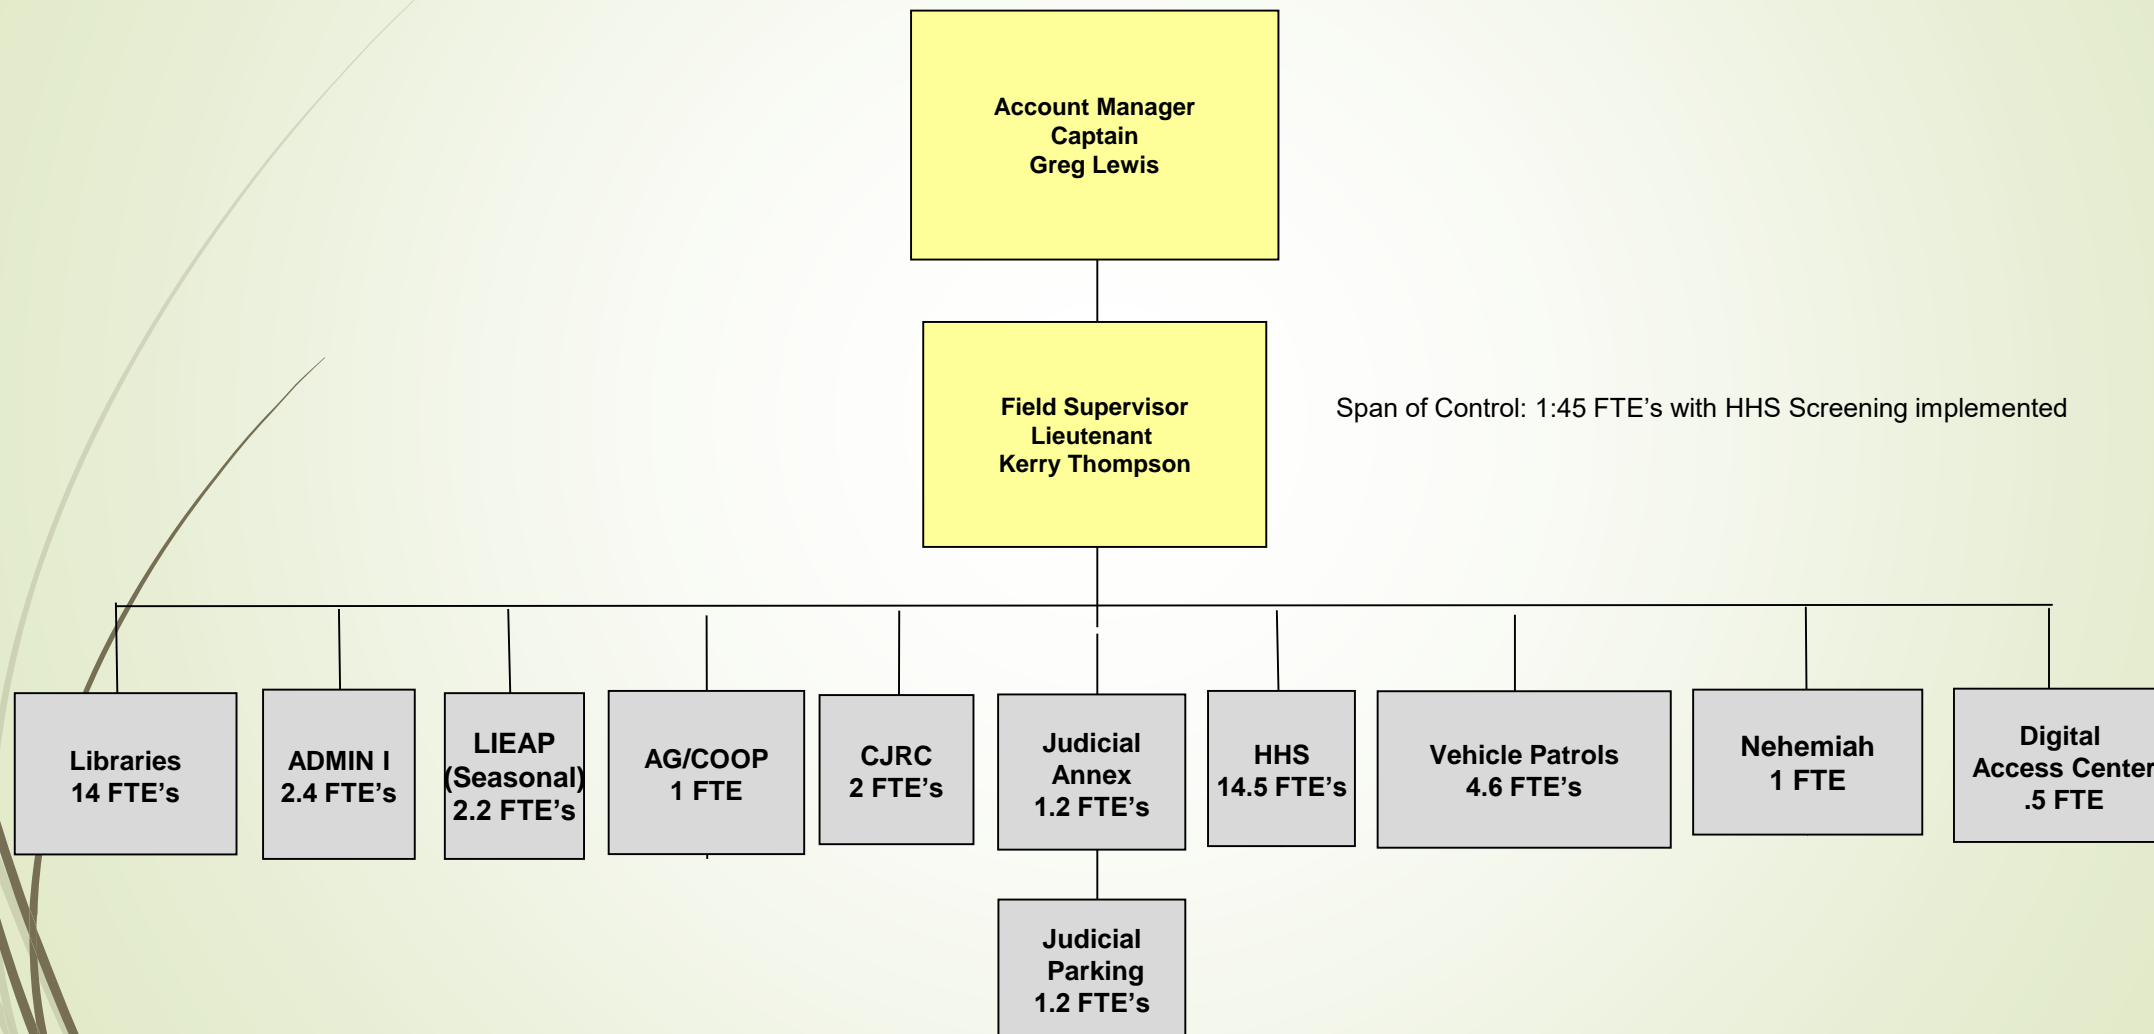 Account Manager
Captain
Greg Lewis
Field Supervisor
Lieutenant
Kerry Thompson
Span of Control: 1:45 FTE’s with HHS Screening implemented
Libraries
14 FTE’s
ADMIN I
2.4 FTE’s
LIEAP
(Seasonal)
2.2 FTE’s
AG/COOP
1 FTE
CJRC
2 FTE’s
Judicial
Annex
1.2 FTE’s
HHS
14.5 FTE’s
Vehicle Patrols
4.6 FTE’s
Nehemiah
1 FTE
Digital
Access Center
.5 FTE
Judicial
Parking
1.2 FTE’s